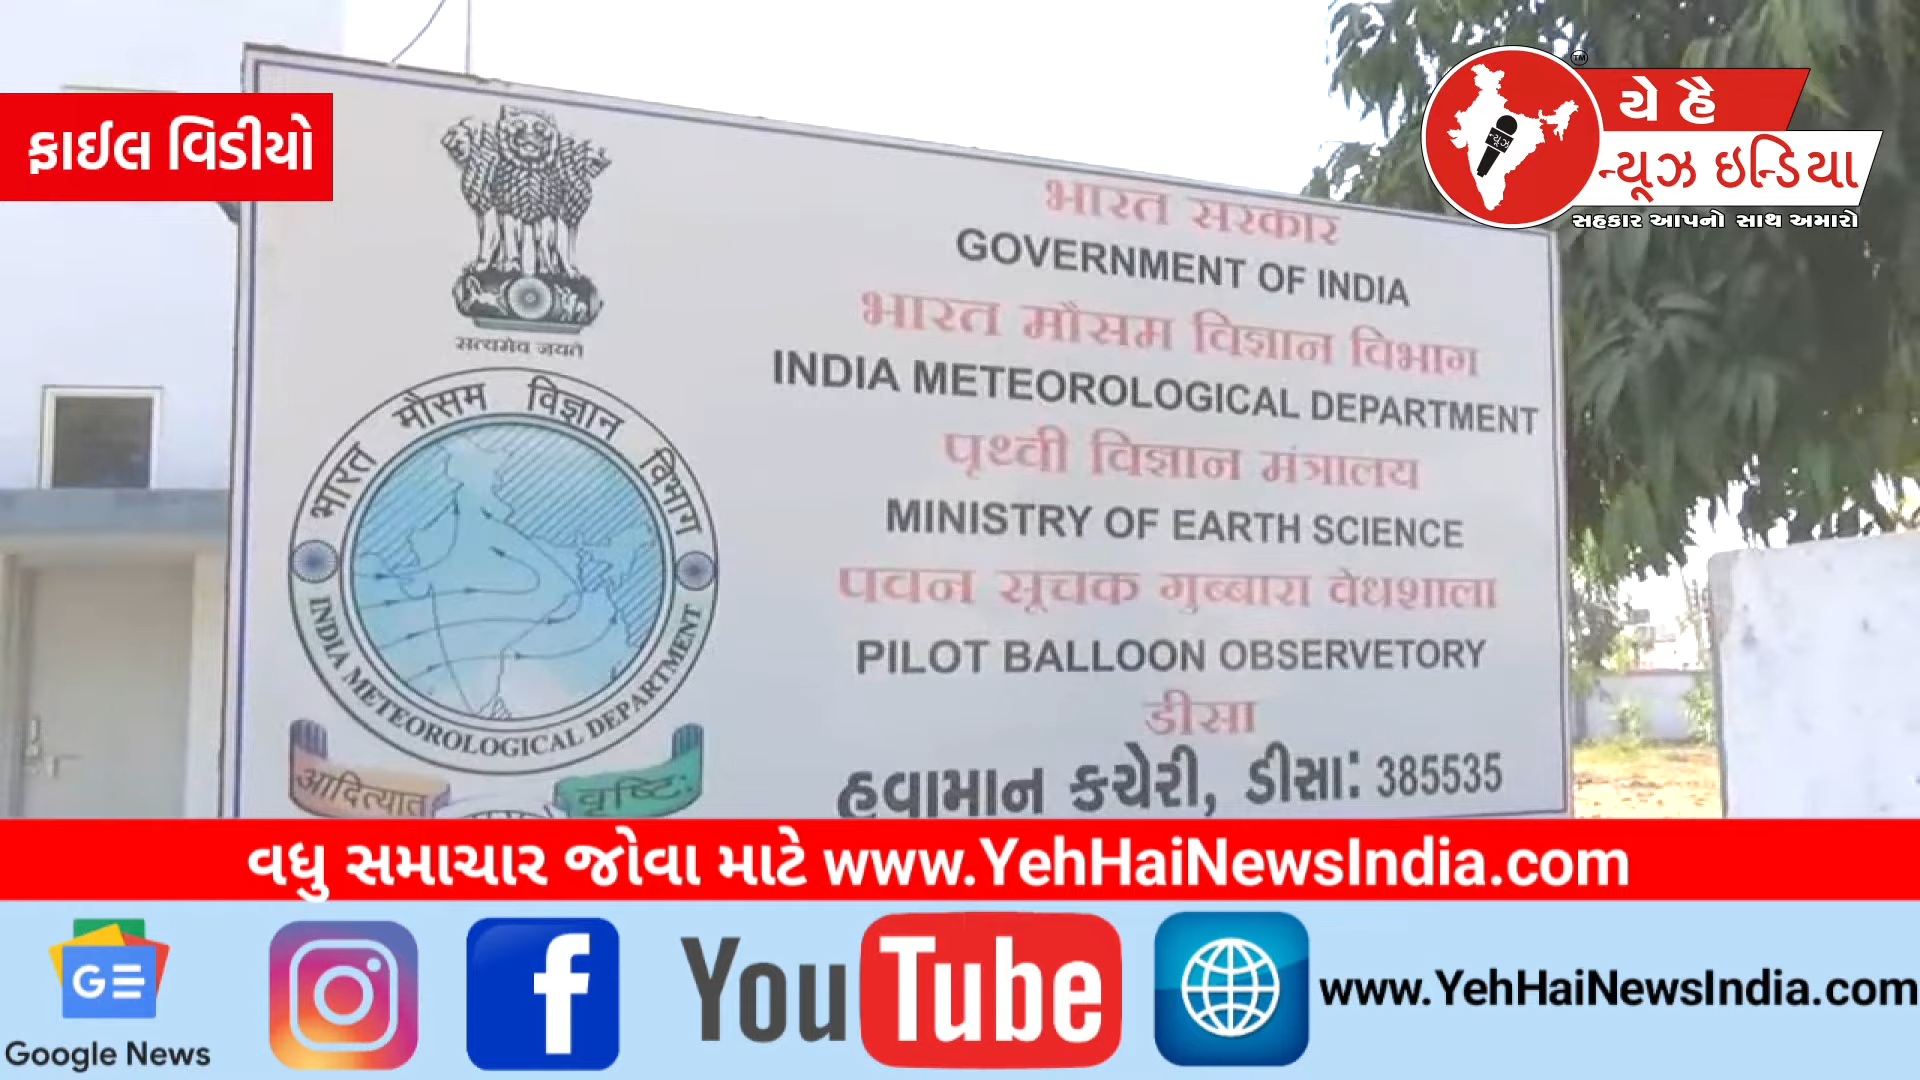 ફાઈલ વિડીયો
TM
યે હૈ
ન્યૂઝ ઇન્ડિયા
ન્યૂઝ
સહકાર આપનો સાથ અમારો
सत्यमेव जयते
भारत मौसम विज्ञान विभाग
INDIA METEOROLOGICAL DEPARTMENT
आदित्यात
वृष्टि:
भारत सरकार
GOVERNMENT OF INDIA
भारत मौसम विज्ञान विभाग
INDIA METEOROLOGICAL DEPARTMENT
पृथ्वी विज्ञान मंत्रालय
MINISTRY OF EARTH SCIENCE
पवन सूचक गुब्बारा वेधशाला
PILOT BALLOON OBSERVETORY
डीसा
હવામાન કચેરી, ડીસા: 385535
વધુ સમાચાર જોવા માટે www.YehHaiNewsIndia.com
G
Google News
f
YouTube
www.YehHaiNewsIndia.com